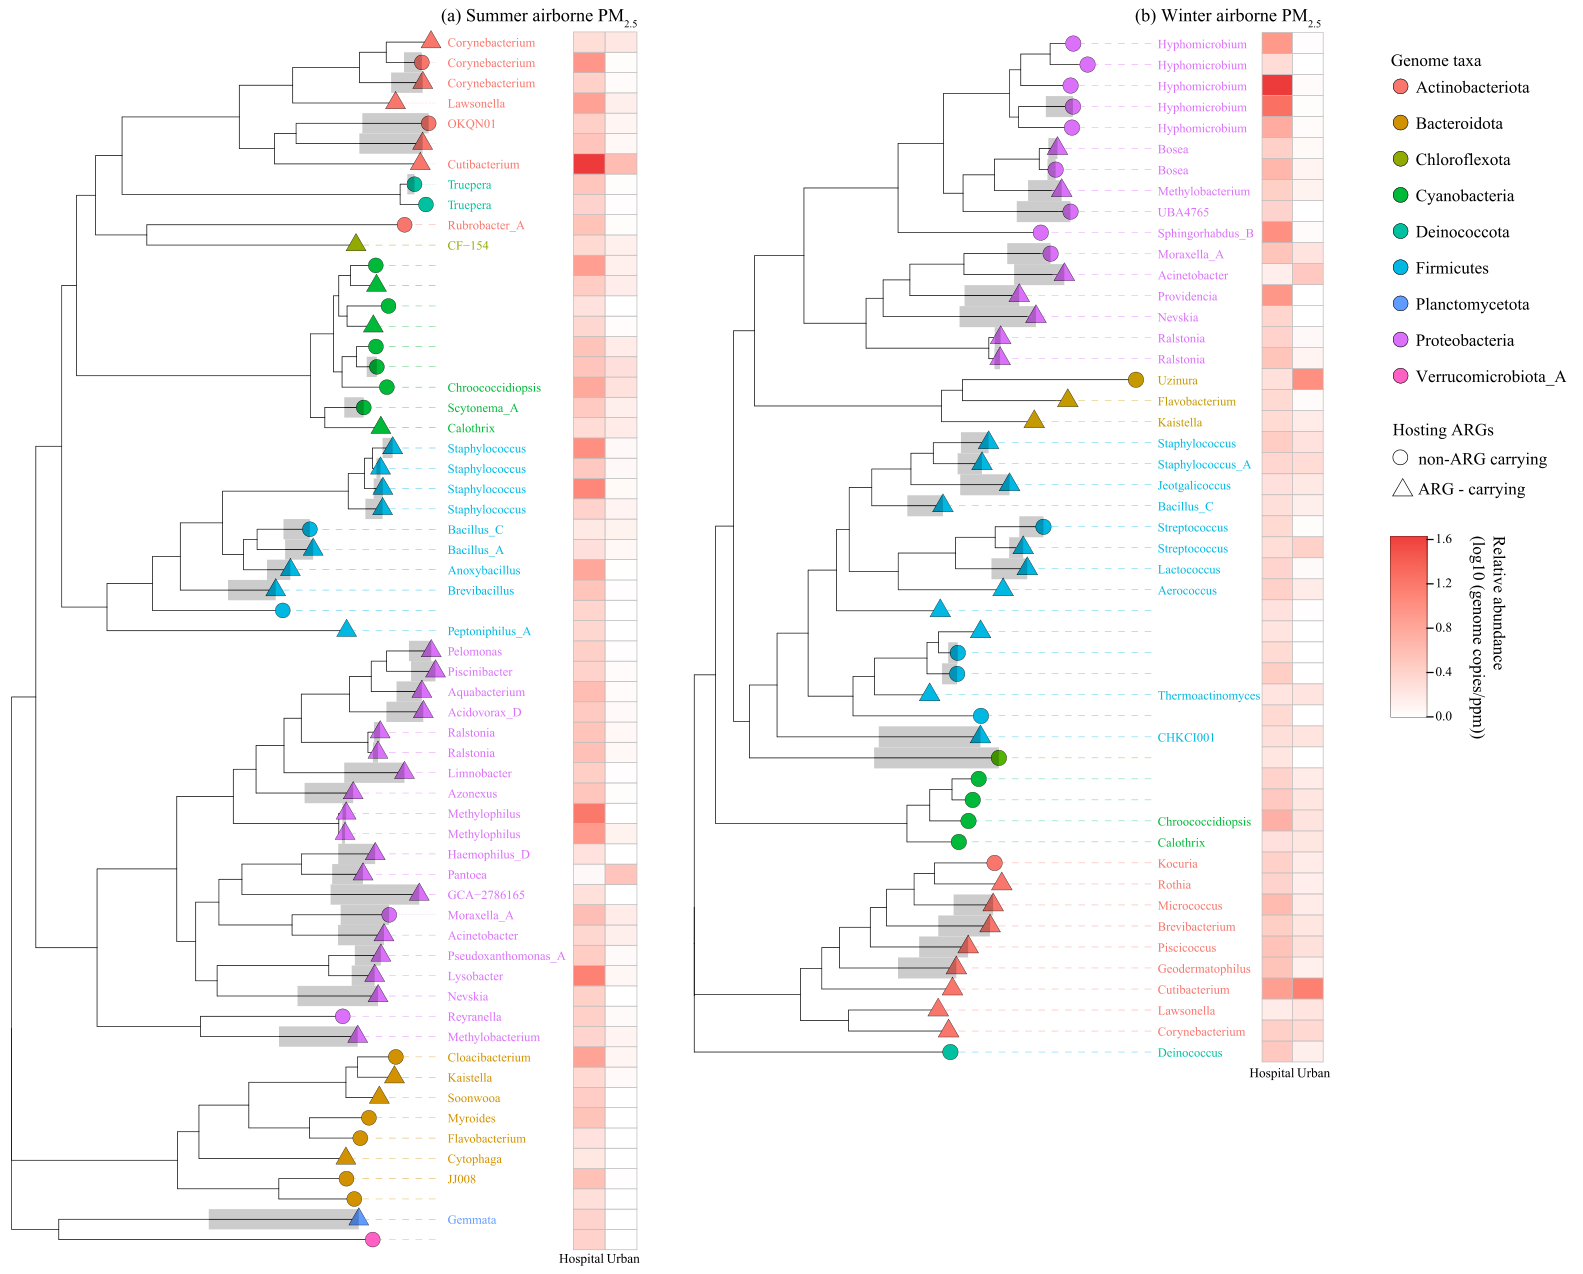 (a) Summer airborne PM2.5
Corynebacterium
Corynebacterium
Corynebacterium
Lawsonella
OKQN01
Cutibacterium
Truepera
Truepera
Rubrobacter_A
CF−154
Chroococcidiopsis
Scytonema_A
Calothrix
Staphylococcus
Staphylococcus
Staphylococcus
Staphylococcus
Bacillus_C
Bacillus_A
Anoxybacillus
Brevibacillus
Peptoniphilus_A
Pelomonas
Piscinibacter
Aquabacterium
Acidovorax_D
Ralstonia
Ralstonia
Limnobacter
Azonexus
Methylophilus
Methylophilus
Haemophilus_D
Pantoea
GCA−2786165
Moraxella_A
Acinetobacter
Pseudoxanthomonas_A
Lysobacter
Nevskia
Reyranella
Methylobacterium
Cloacibacterium
Kaistella
Soonwooa
Myroides
Flavobacterium
Cytophaga
JJ008
Gemmata
Hospital Urban
(b) Winter airborne PM2.5
Hyphomicrobium
Hyphomicrobium
Hyphomicrobium
Hyphomicrobium
Hyphomicrobium
Bosea
Bosea
Methylobacterium
UBA4765
Sphingorhabdus_B
Moraxella_A
Acinetobacter
Providencia
Nevskia
Ralstonia
Ralstonia
Uzinura
Flavobacterium
Kaistella
Staphylococcus
Staphylococcus_A
Jeotgalicoccus
Bacillus_C
Streptococcus
Streptococcus
Lactococcus
Aerococcus
Thermoactinomyces
CHKCI001
Chroococcidiopsis
Calothrix
Kocuria
Rothia
Micrococcus
Brevibacterium
Piscicoccus
Geodermatophilus
Cutibacterium
Lawsonella
Corynebacterium
Deinococcus
Hospital Urban
Genome taxa
Actinobacteriota
Bacteroidota
Chloroflexota
Cyanobacteria
Deinococcota
Firmicutes
Planctomycetota
Proteobacteria
Verrucomicrobiota_A
Hosting ARGs
non-ARG carrying
ARG - carrying
1.6
1.2
0.8
0.4
0.0
Relative abundance
(log10 (genome copies/ppm))